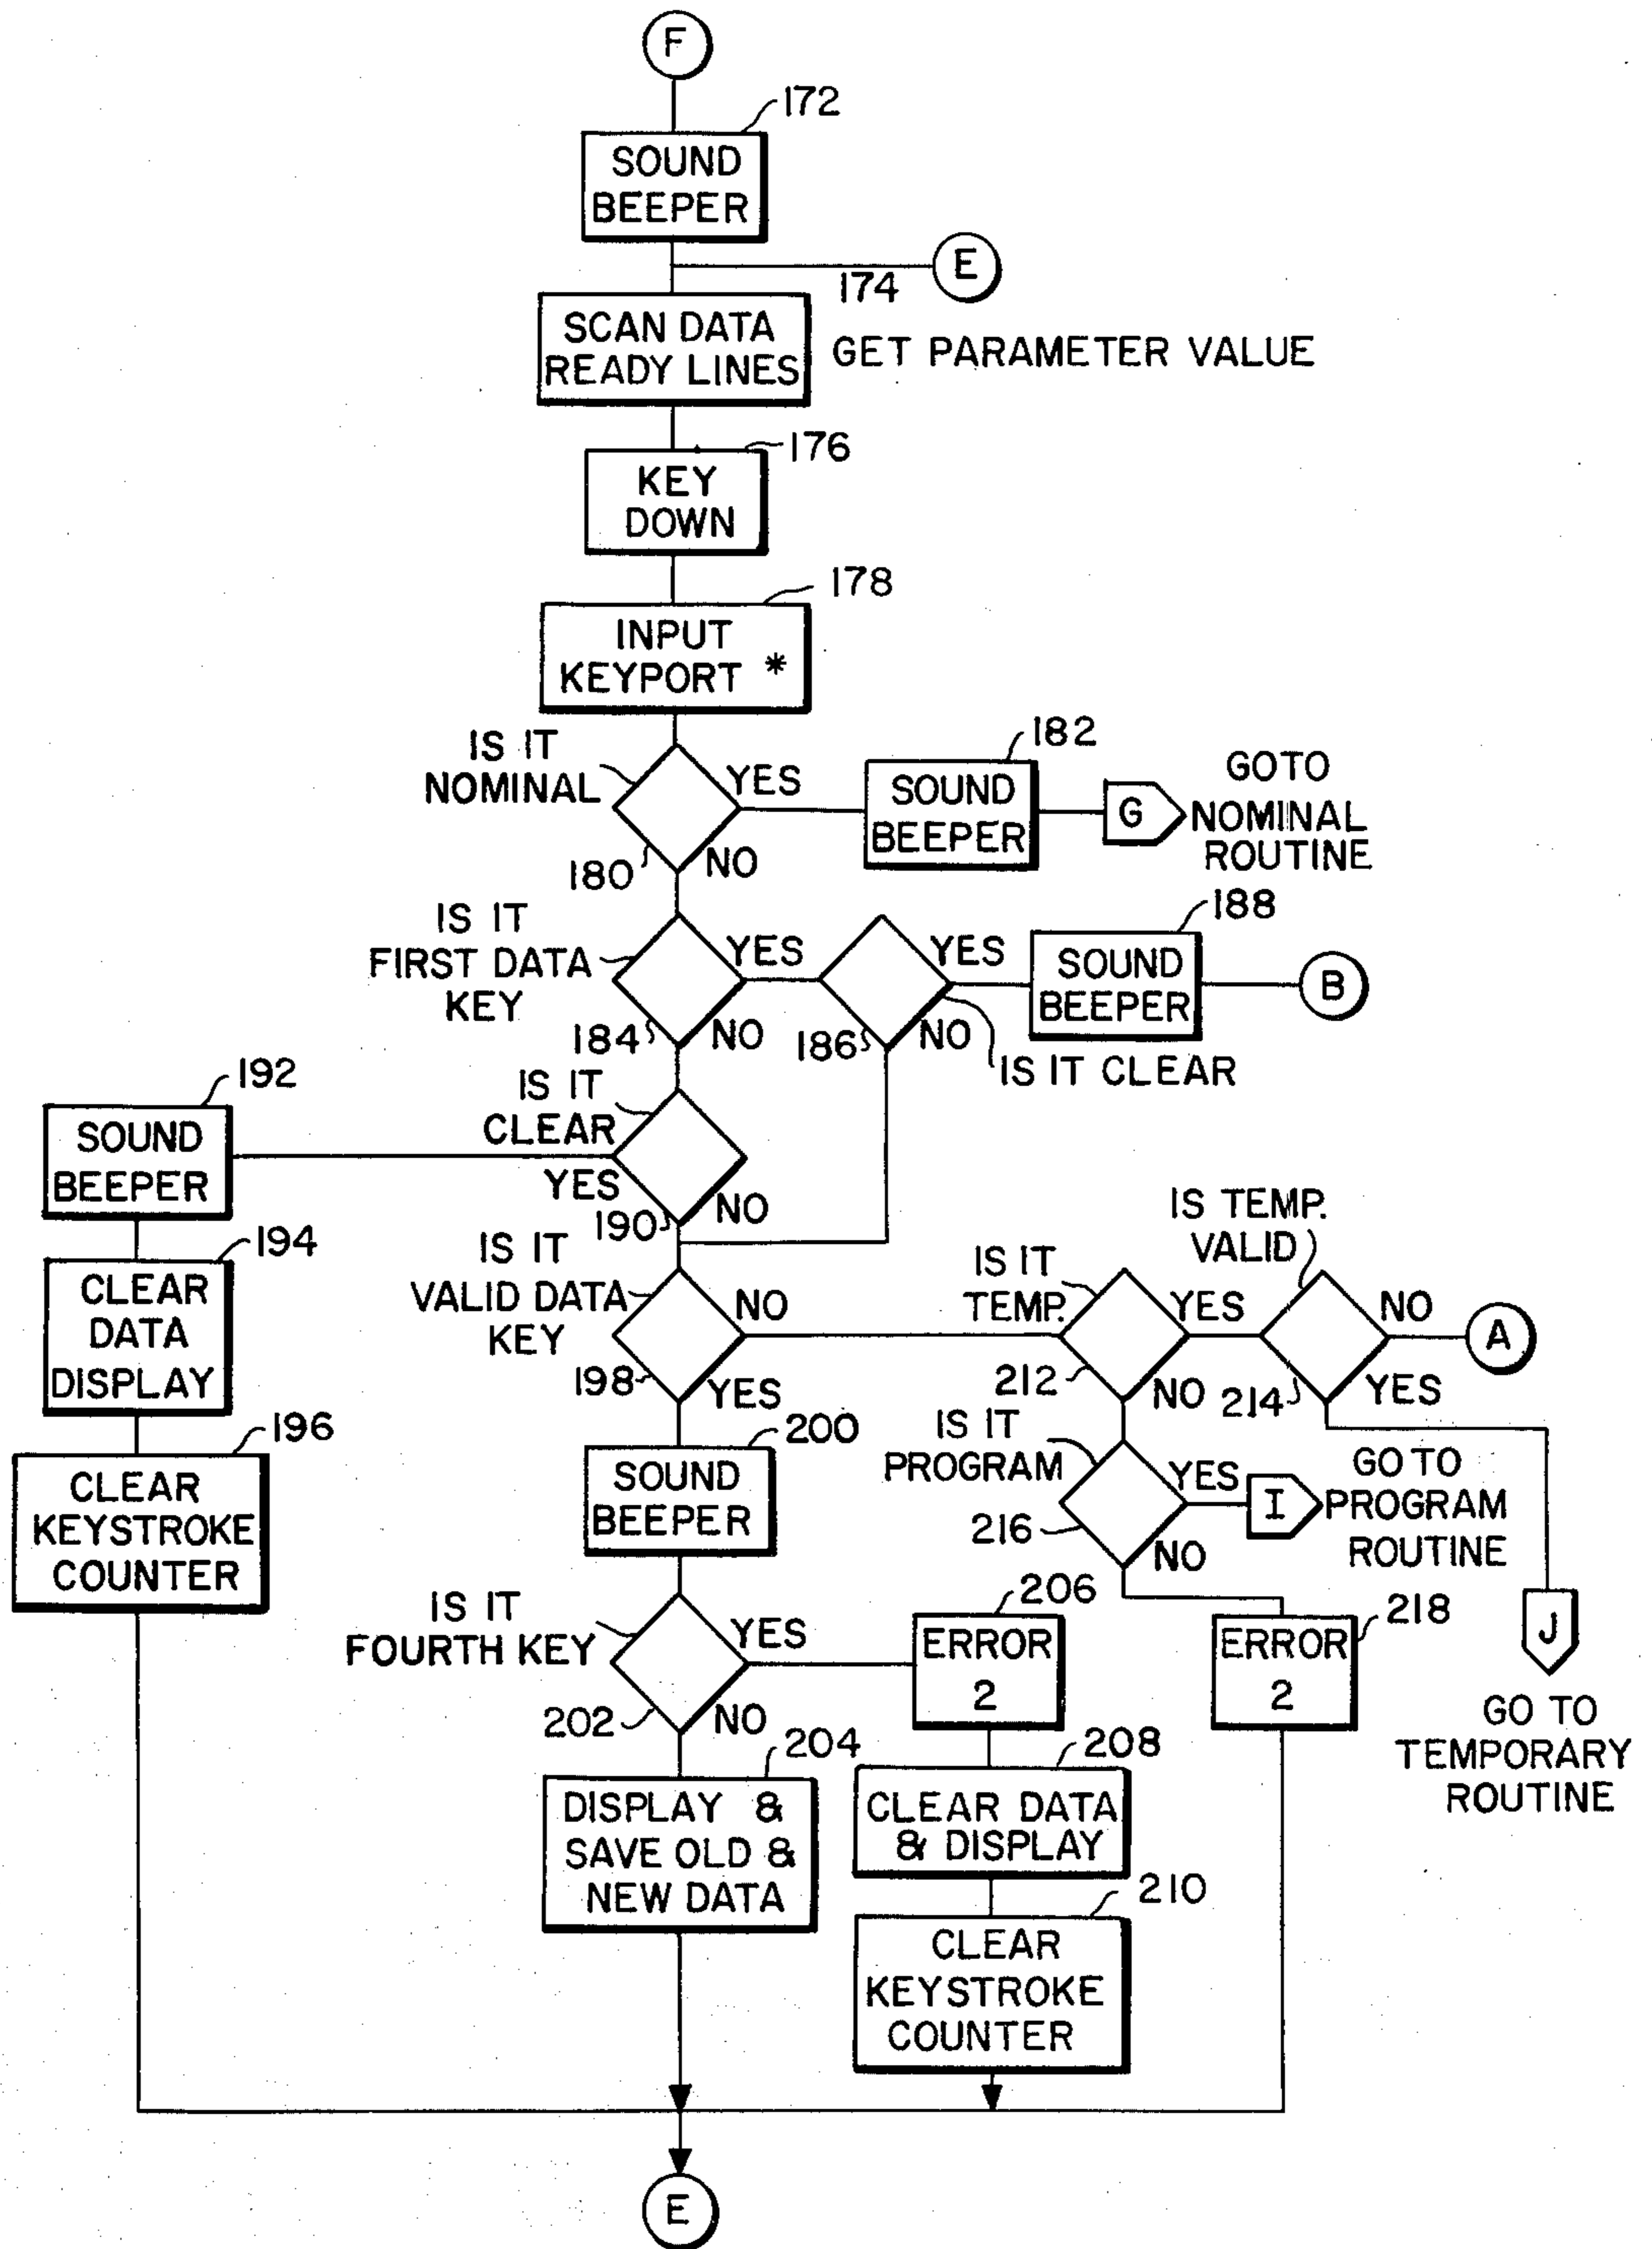 F
172
SOUND
BEEPER
E
174
SCAN DATA
READY LINES
GET PARAMETER VALUE
176
KEY
DOWN
178
INPUT
KEYPORT *
IS IT
NOMINAL
YES
180
NO
182
SOUND
BEEPER
G
GOTO
NOMINAL
ROUTINE
IS IT
FIRST DATA
KEY
YES
184
NO
YES
186
NO
IS IT CLEAR
188
SOUND
BEEPER
B
IS IT
CLEAR
YES
190
NO
192
SOUND
BEEPER
194
CLEAR
DATA
DISPLAY
196
CLEAR
KEYSTROKE
COUNTER
IS IT
VALID DATA
KEY
NO
198
YES
IS IT
TEMP.
YES
212
NO
IS TEMP.
VALID
NO
A
214
YES
200
SOUND
BEEPER
IS IT
PROGRAM
YES
216
NO
I
GO TO
PROGRAM
ROUTINE
J
GO TO
TEMPORARY
ROUTINE
IS IT
FOURTH KEY
YES
202
NO
206
ERROR
2
218
ERROR
2
204
DISPLAY &
SAVE OLD &
NEW DATA
208
CLEAR DATA
& DISPLAY
210
CLEAR
KEYSTROKE
COUNTER
E